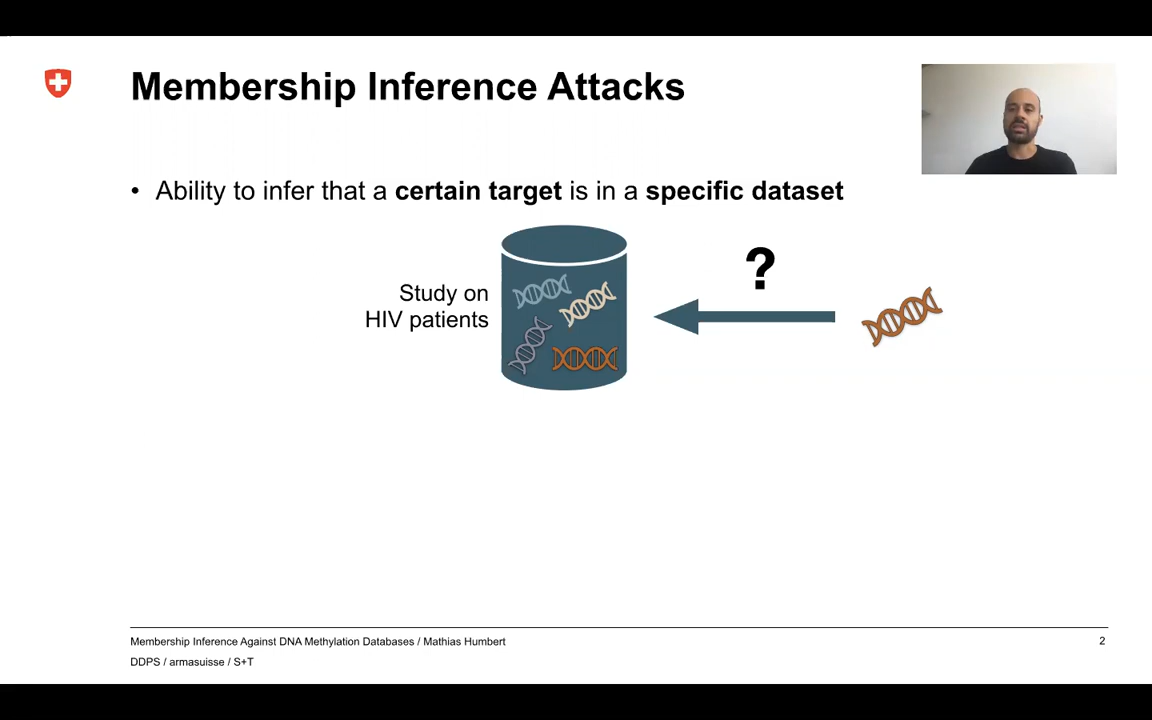 Membership Inference Attacks
• Ability to infer that a certain target is in a specific dataset
?
Study on
HIV patients
Membership Inference Against DNA Methylation Databases / Mathias Humbert
2
DDPS / armasuisse / S+T